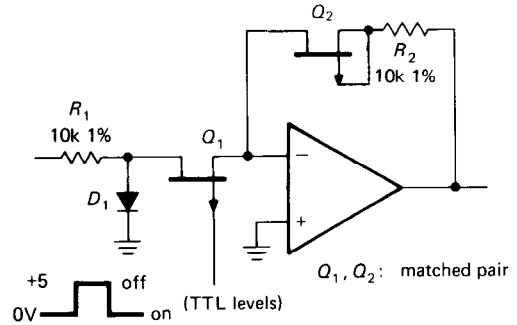 Q2
R2
10k 1%
R1
10k 1%
Q1
−
D1
+
Q1, Q2: matched pair
+5
off
0V
on
(TTL levels)